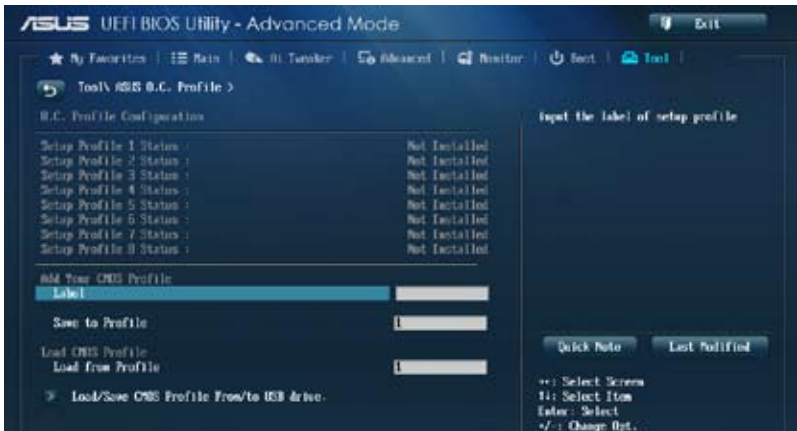 ASUS UEFI BIOS Utility - Advanced Mode
Exit
My Favorites
Main
Ai Tweaker
Advanced
Monitor
Boot
Tool
Tool\ ASUS O.C. Profile >
O.C. Profile Configuration
Setup Profile 1 Status : Not Installed
Setup Profile 2 Status : Not Installed
Setup Profile 3 Status : Not Installed
Setup Profile 4 Status : Not Installed
Setup Profile 5 Status : Not Installed
Setup Profile 6 Status : Not Installed
Setup Profile 7 Status : Not Installed
Setup Profile 8 Status : Not Installed
Add Your CMOS Profile
Label
Save to Profile 1
Load CMOS Profile
Load from Profile 1
> Load/Save CMOS Profile From/to USB drive.
Input the label of setup profile
Quick Note
Last Modified
→←: Select Screen
↑↓: Select Item
Enter: Select
+/-: Change Opt.